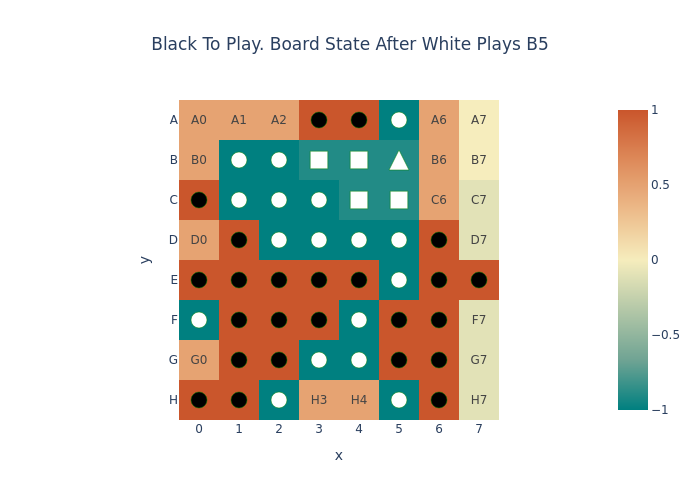 Black To Play. Board State After White Plays B5
A A0 A1 A2 A6 A7
B B0 B6 B7
C C6 C7
D D0 D7
E
F F7
G G0 G7
H H3 H4 H7
0 1 2 3 4 5 6 7
x
y
1
0.5
0
−0.5
−1